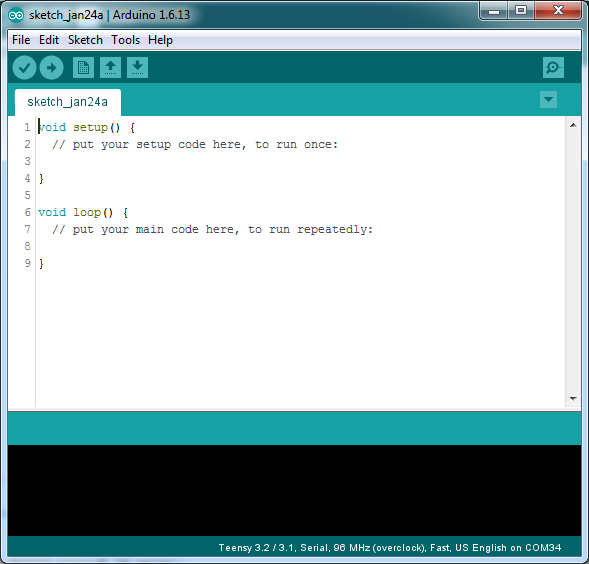 sketch_jan24a | Arduino 1.6.13
File Edit Sketch Tools Help
sketch_jan24a
1 void setup() {
2   // put your setup code here, to run once:
3
4 }
5
6 void loop() {
7   // put your main code here, to run repeatedly:
8
9 }
Teensy 3.2 / 3.1, Serial, 96 MHz (overclock), Fast, US English on COM34